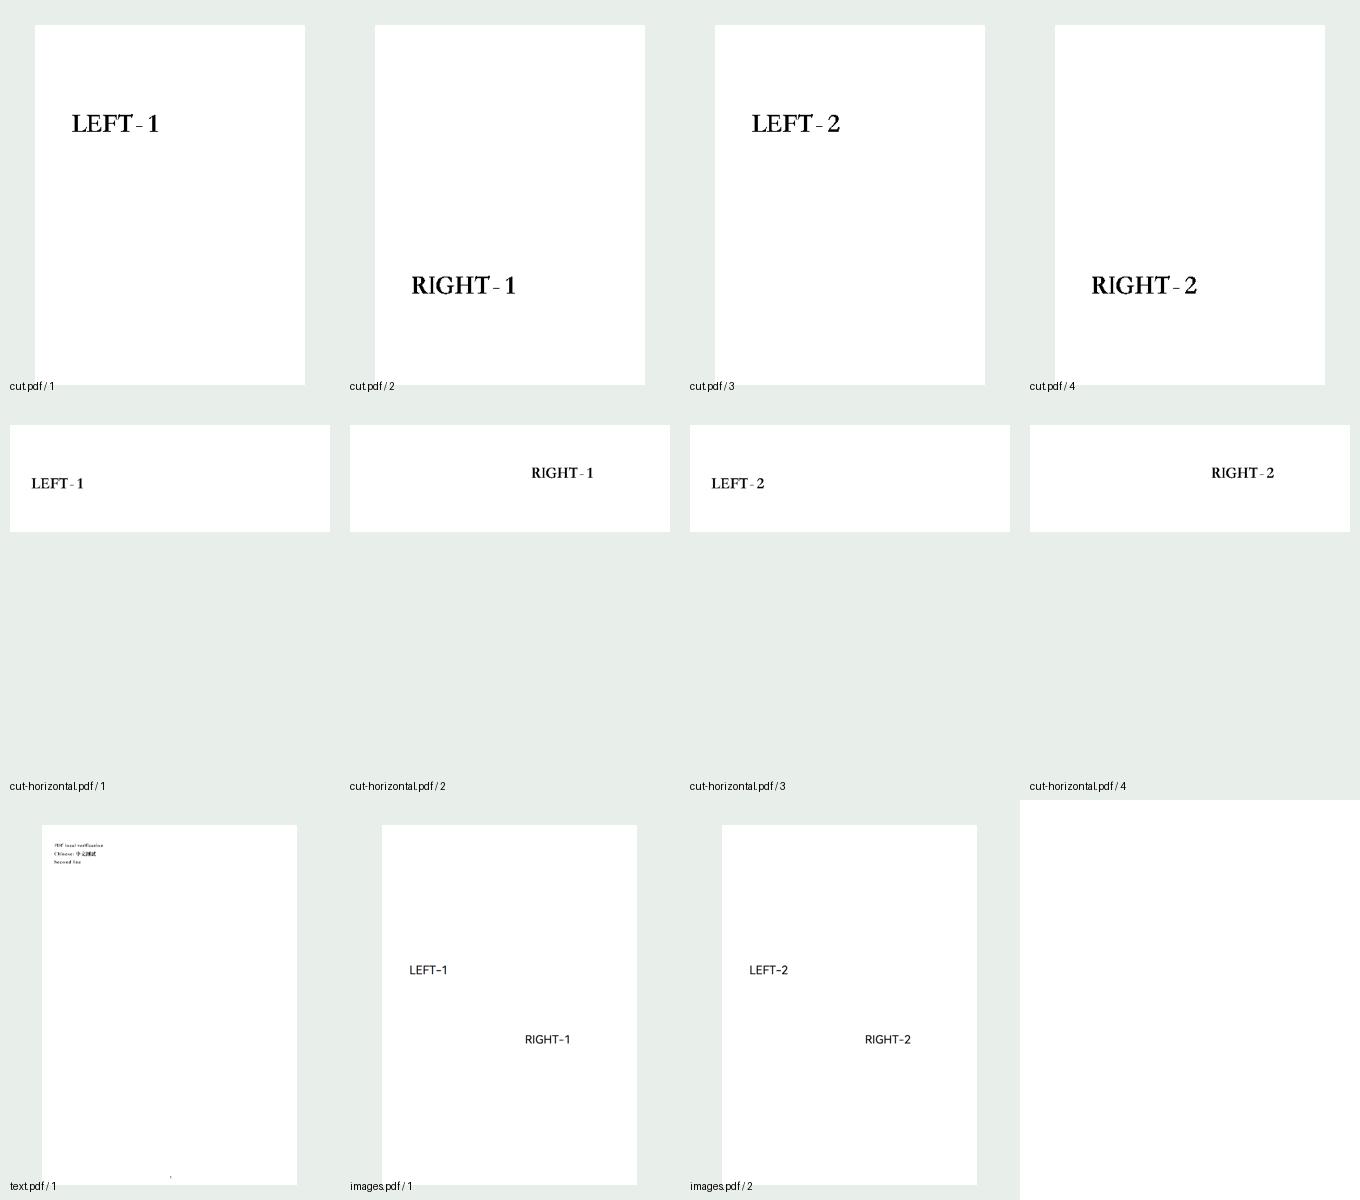 LEFT-1
RIGHT-1
LEFT-2
RIGHT-2
cut.pdf / 1
cut.pdf / 2
cut.pdf / 3
cut.pdf / 4
LEFT-1
RIGHT-1
LEFT-2
RIGHT-2
cut-horizontal.pdf / 1
cut-horizontal.pdf / 2
cut-horizontal.pdf / 3
cut-horizontal.pdf / 4
PDF local verification
Chinese: 中文测试
Second line
LEFT-1
RIGHT-1
LEFT-2
RIGHT-2
text.pdf / 1
images.pdf / 1
images.pdf / 2